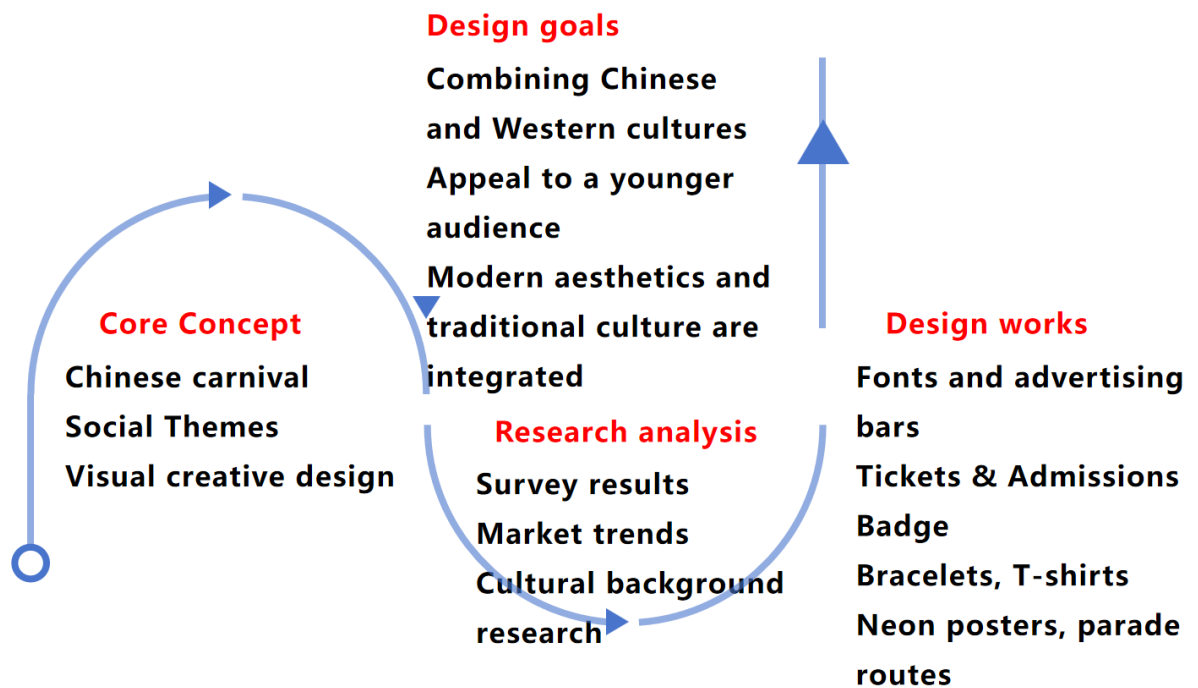 Core Concept
Chinese carnival
Social Themes
Visual creative design
Design goals
Combining Chinese
and Western cultures
Appeal to a younger
audience
Modern aesthetics and
traditional culture are
integrated
Research analysis
Survey results
Market trends
Cultural background
research
Design works
Fonts and advertising
bars
Tickets & Admissions
Badge
Bracelets, T-shirts
Neon posters, parade
routes